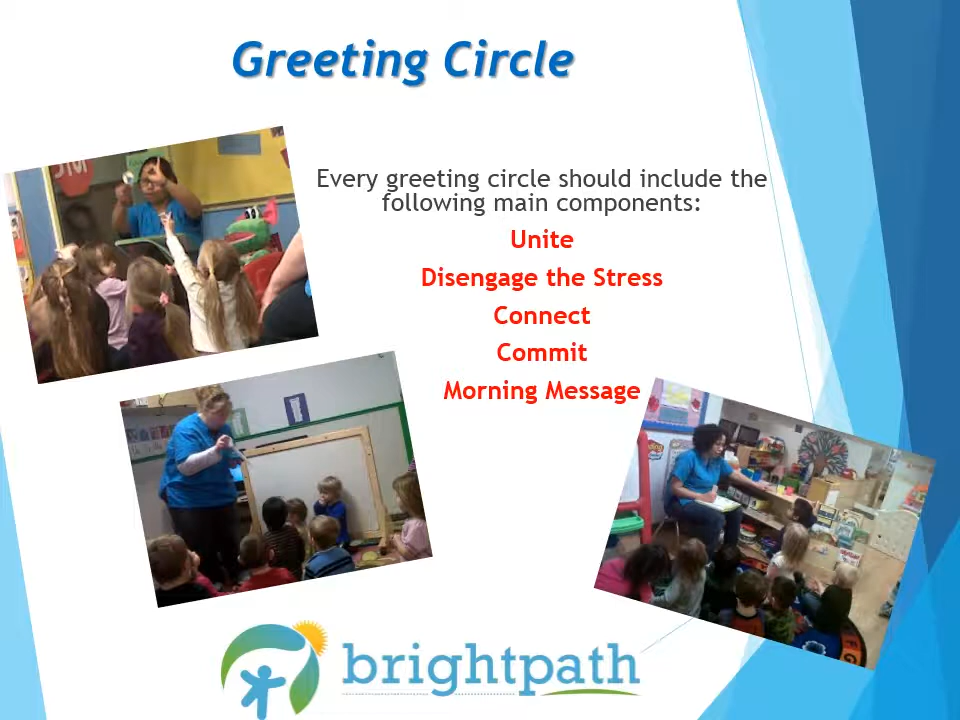 Greeting Circle
Every greeting circle should include the
following main components:
Unite
Disengage the Stress
Connect
Commit
Morning Message
brightpath